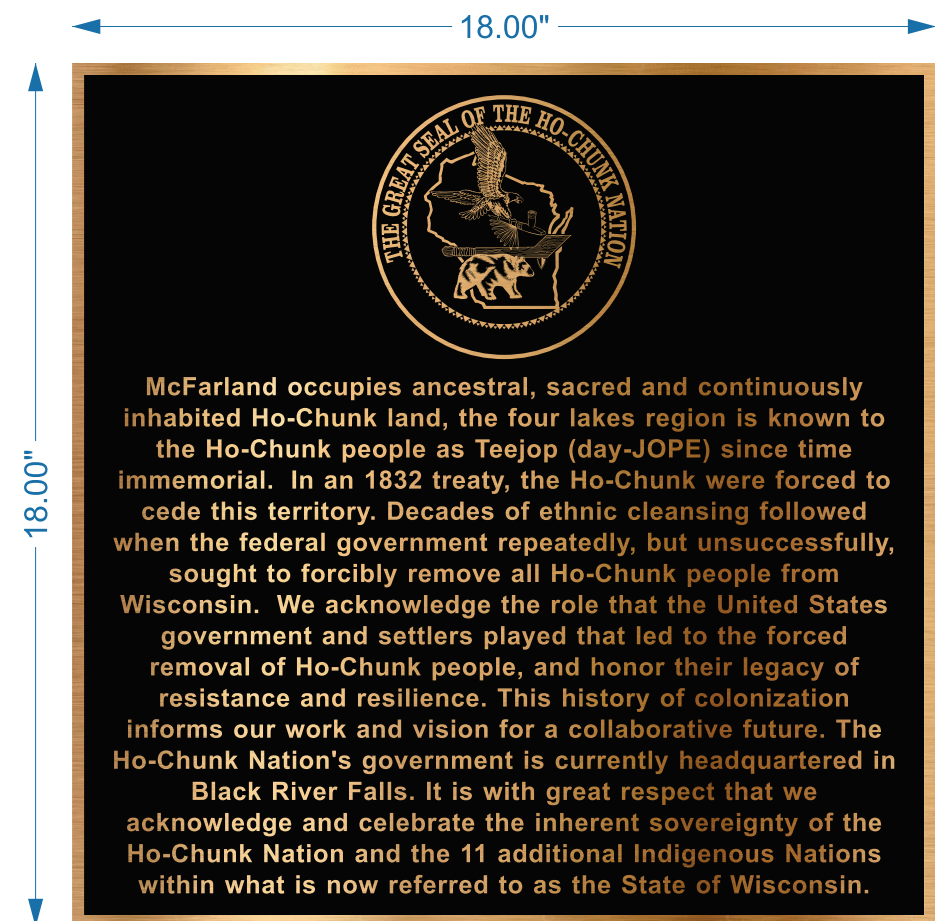 18.00"
18.00"
THE GREAT SEAL OF THE HO-CHUNK NATION
McFarland occupies ancestral, sacred and continuously
inhabited Ho-Chunk land, the four lakes region is known to
the Ho-Chunk people as Teejop (day-JOPE) since time
immemorial.  In an 1832 treaty, the Ho-Chunk were forced to
cede this territory. Decades of ethnic cleansing followed
when the federal government repeatedly, but unsuccessfully,
sought to forcibly remove all Ho-Chunk people from
Wisconsin.  We acknowledge the role that the United States
government and settlers played that led to the forced
removal of Ho-Chunk people, and honor their legacy of
resistance and resilience. This history of colonization
informs our work and vision for a collaborative future. The
Ho-Chunk Nation's government is currently headquartered in
Black River Falls. It is with great respect that we
acknowledge and celebrate the inherent sovereignty of the
Ho-Chunk Nation and the 11 additional Indigenous Nations
within what is now referred to as the State of Wisconsin.